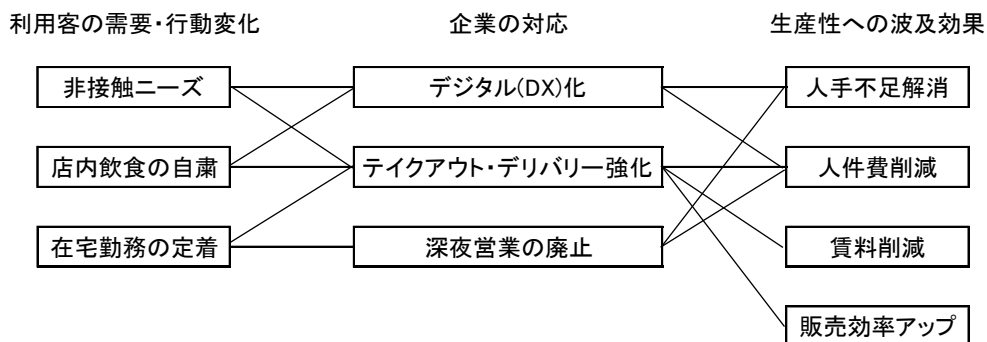 利用客の需要・行動変化
企業の対応
生産性への波及効果
非接触ニーズ
デジタル(DX)化
人手不足解消
店内飲食の自粛
テイクアウト・デリバリー強化
人件費削減
在宅勤務の定着
深夜営業の廃止
賃料削減
販売効率アップ